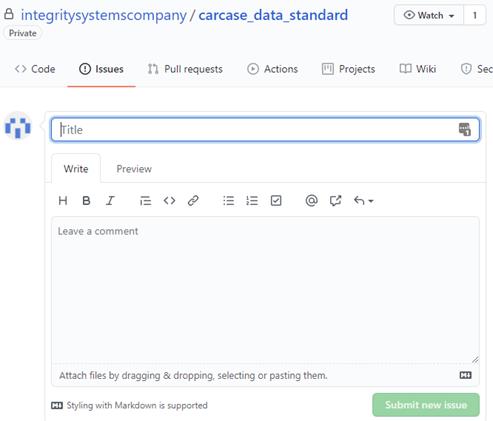 integritysystemscompany / carcase_data_standard
Watch 1
Private
Code Issues Pull requests Actions Projects Wiki Sec
Title
Write Preview
H B I
Leave a comment
Attach files by dragging & dropping, selecting or pasting them.
Styling with Markdown is supported
Submit new issue